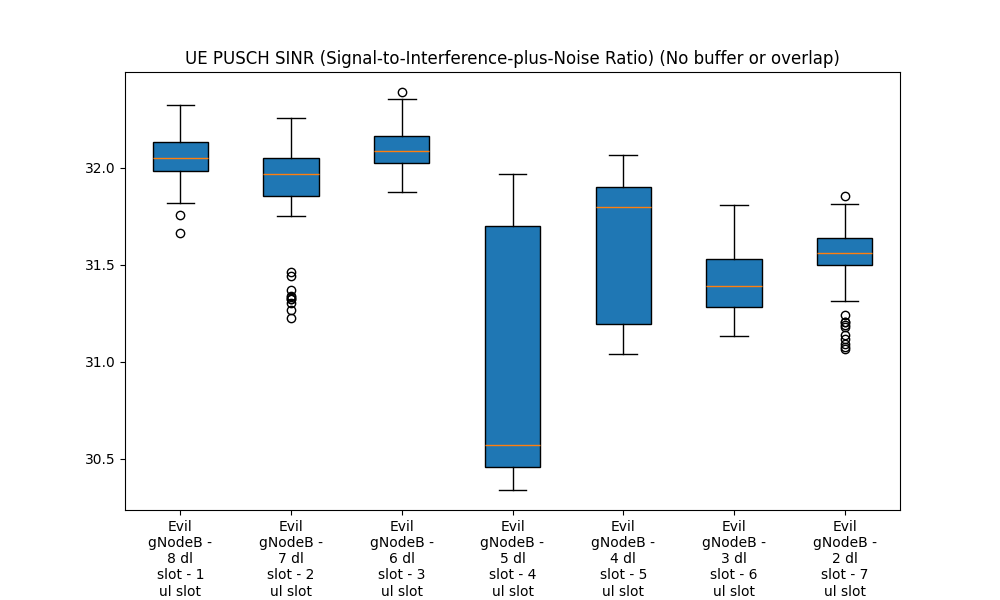 UE PUSCH SINR (Signal-to-Interference-plus-Noise Ratio) (No buffer or overlap)
32.0
31.5
31.0
30.5
Evil
gNodeB -
8 dl
slot - 1
ul slot
Evil
gNodeB -
7 dl
slot - 2
ul slot
Evil
gNodeB -
6 dl
slot - 3
ul slot
Evil
gNodeB -
5 dl
slot - 4
ul slot
Evil
gNodeB -
4 dl
slot - 5
ul slot
Evil
gNodeB -
3 dl
slot - 6
ul slot
Evil
gNodeB -
2 dl
slot - 7
ul slot